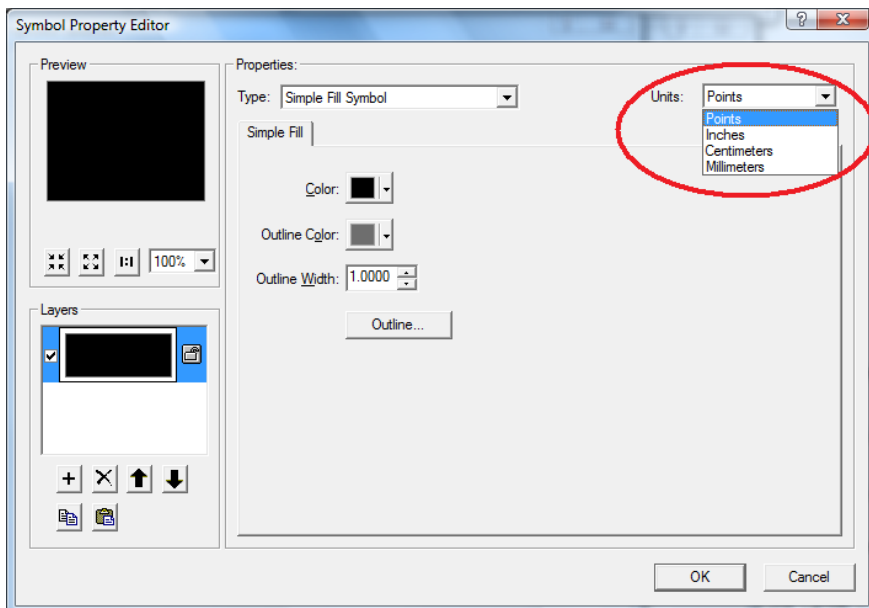 Symbol Property Editor
Preview
Properties:
Type: Simple Fill Symbol
Units: Points
Points
Inches
Centimeters
Millimeters
Simple Fill
Color:
Outline Color:
Outline Width: 1.0000
Outline...
1:1 100%
Layers
OK Cancel